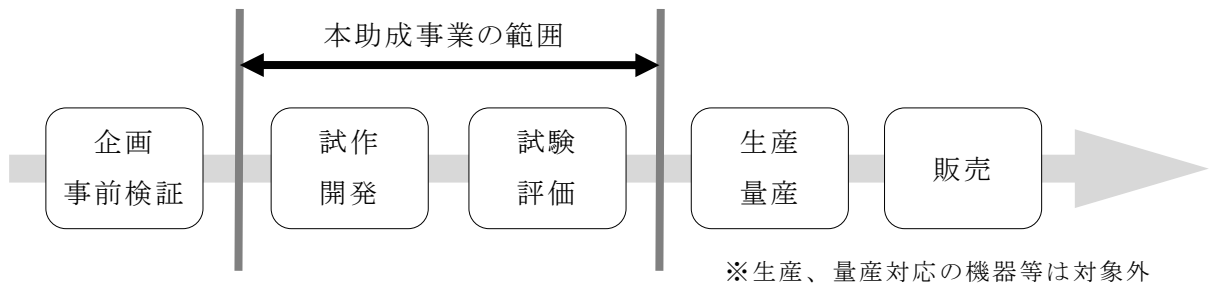 本助成事業の範囲
企画
事前検証
試作
開発
試験
評価
生産
量産
販売
※生産、量産対応の機器等は対象外